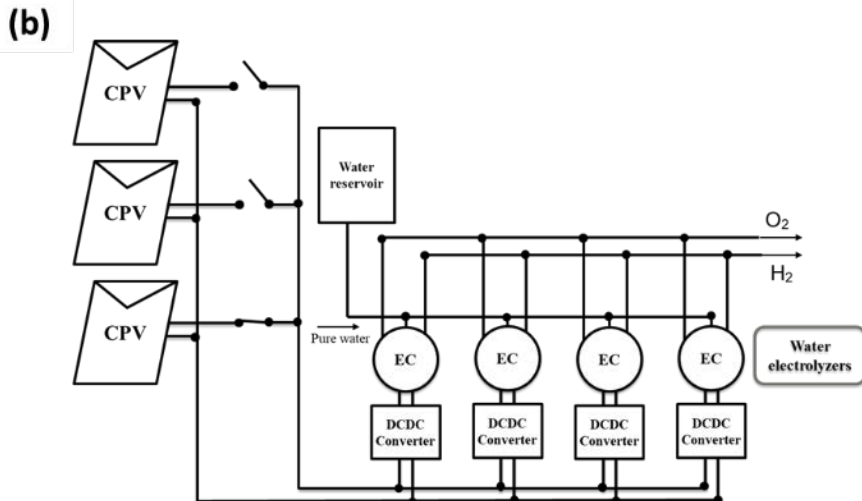 (b)
CPV
CPV
CPV
Water
reservoir
O₂
H₂
Pure water
EC
EC
EC
EC
Water
electrolyzers
DCDC
Converter
DCDC
Converter
DCDC
Converter
DCDC
Converter